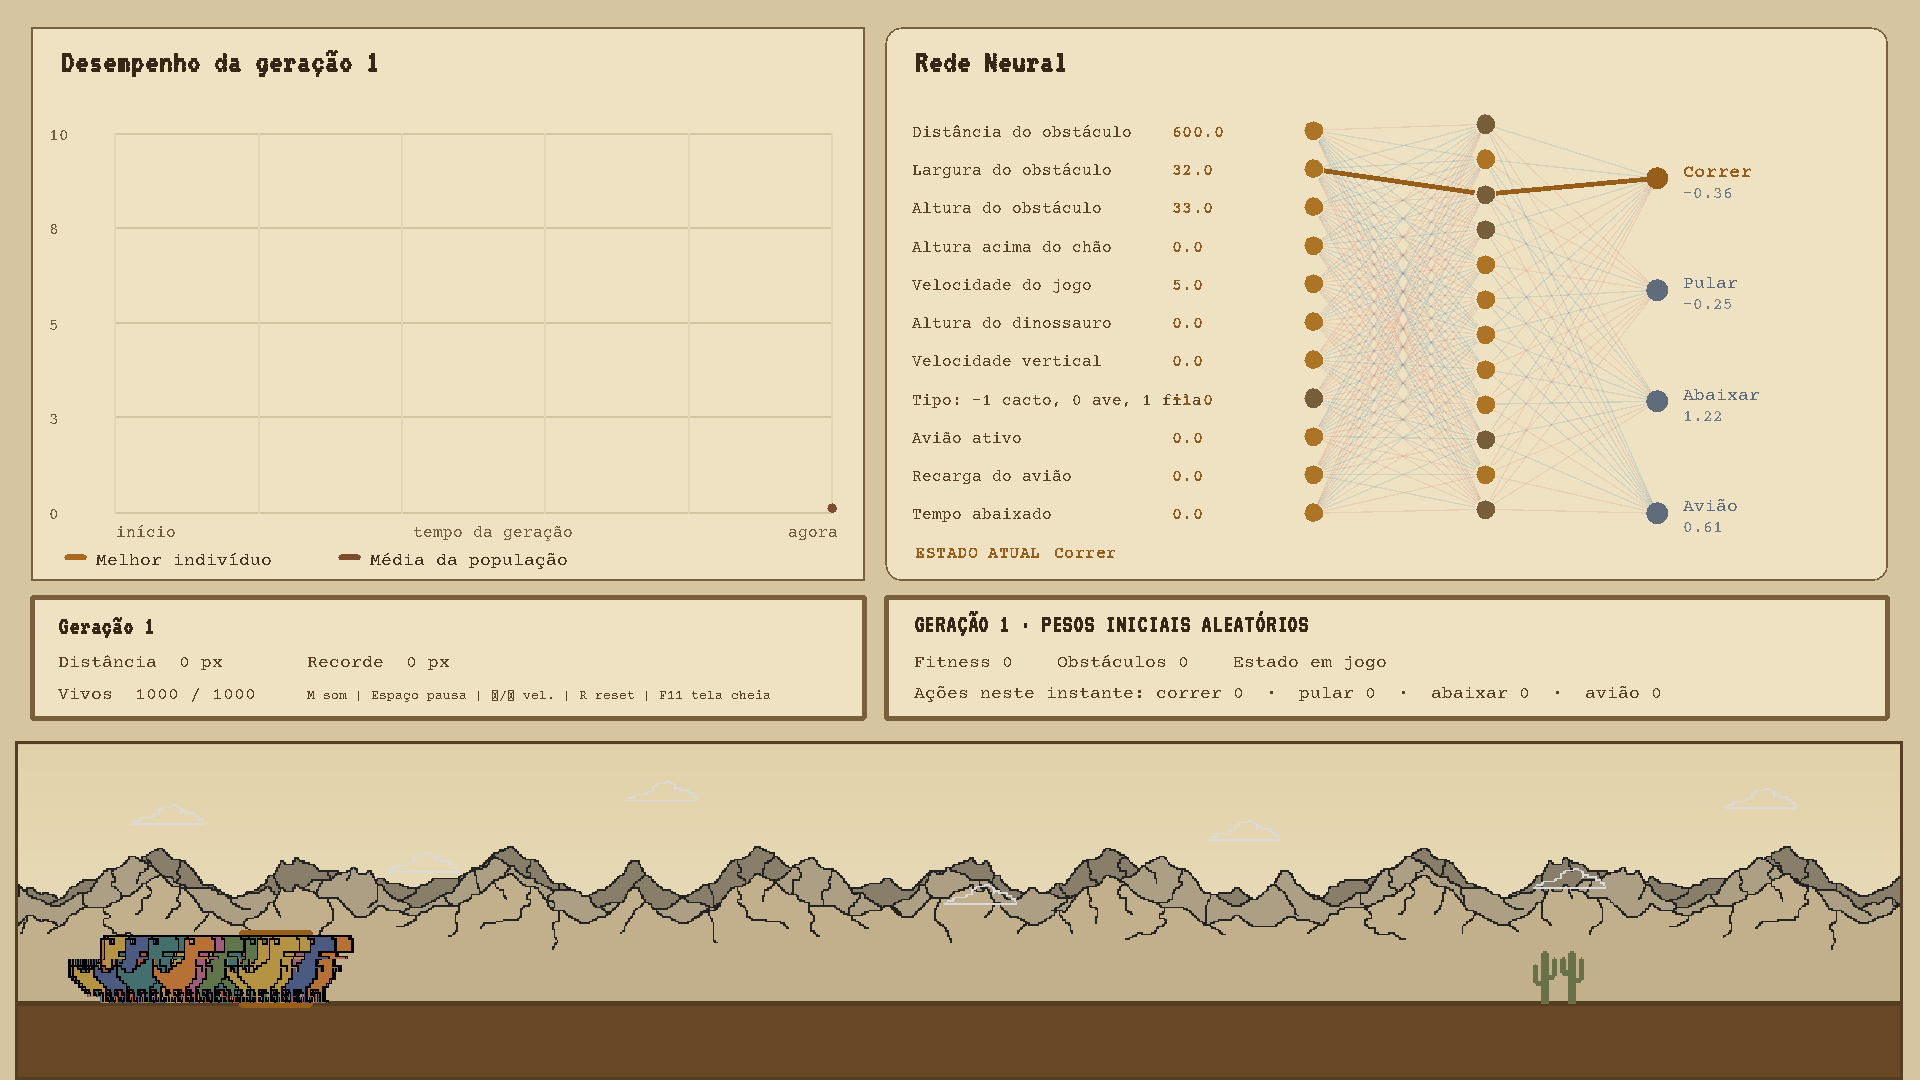 Desempenho da geração 1
10
8
5
3
0
início tempo da geração agora
Melhor indivíduo Média da população
Rede Neural
Distância do obstáculo 600.0
Largura do obstáculo 32.0
Altura do obstáculo 33.0
Altura acima do chão 0.0
Velocidade do jogo 5.0
Altura do dinossauro 0.0
Velocidade vertical 0.0
Tipo: -1 cacto, 0 ave, 1
Avião ativo 0.0
Recarga do avião 0.0
Tempo abaixado 0.0
ESTADO ATUAL Correr
Correr
-0.36
Pular
-0.25
Abaixar
1.22
Avião
0.61
Geração 1
Distância 0 px Recorde 0 px
Vivos 1000 / 1000 M som | Espaço pausa | / vel. | R reset | F11 tela cheia
GERAÇÃO 1 · PESOS INICIAIS ALEATÓRIOS
Fitness 0 Obstáculos 0 Estado em jogo
Ações neste instante: correr 0 · pular 0 · abaixar 0 · avião 0